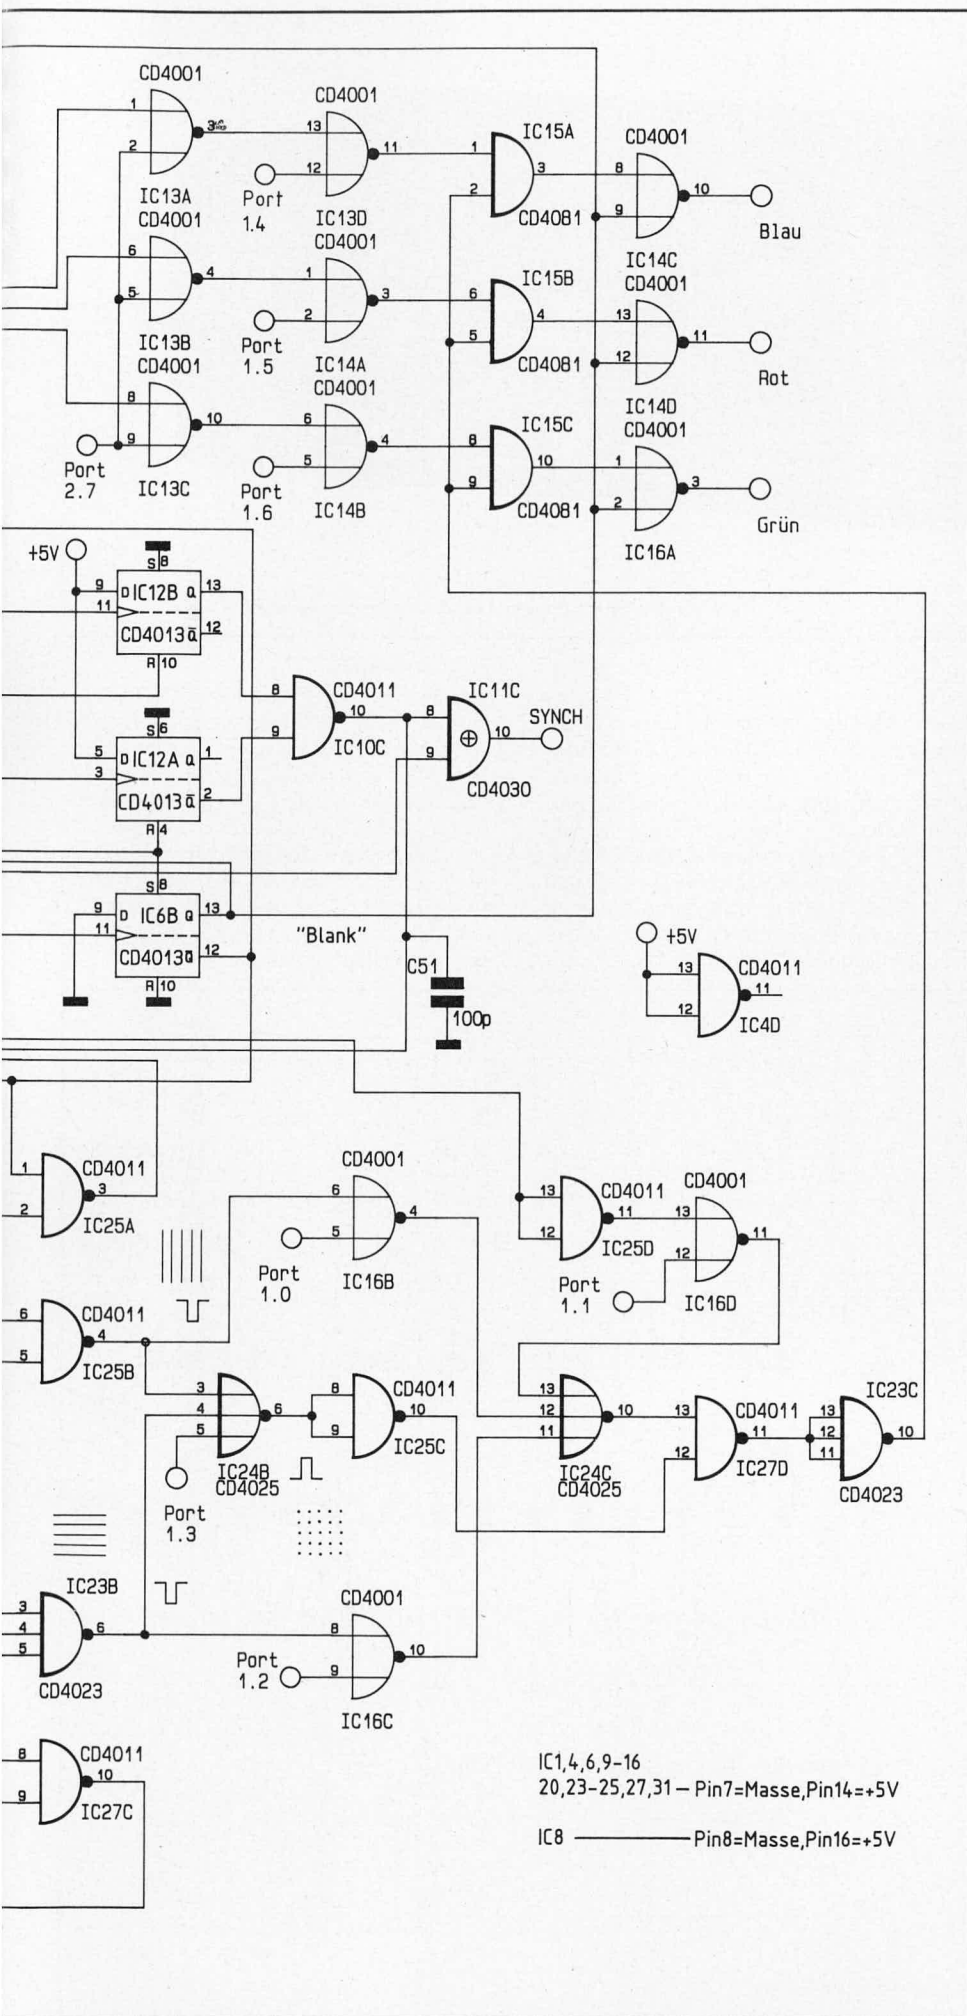 CD4001
1
2
3
IC13A
CD4001
13
12
11
Port
1.4
IC13D
IC15A
1
2
3
CD4081
CD4001
8
9
10
IC14C
Blau
CD4001
6
5
4
IC13B
CD4001
1
2
3
Port
1.5
IC14A
IC15B
6
5
4
CD4081
CD4001
13
12
11
IC14D
Rot
CD4001
8
9
10
Port
2.7
IC13C
CD4001
6
5
4
Port
1.6
IC14B
IC15C
8
9
10
CD4081
CD4001
1
2
3
IC16A
Grün
+5V
S 8
9 D IC12B Q 13
11
CD4013 Q̅ 12
R 10
S 6
5 D IC12A Q 1
3
CD4013 Q̅ 2
R 4
8
9
CD4011
10
IC10C
IC11C
8
9
10
SYNCH
CD4030
S 8
9 D IC6B Q 13
11
CD4013 Q̅ 12
R 10
"Blank"
C51
100p
+5V
13
12
CD4011
11
IC4D
1
2
CD4011
3
IC25A
CD4001
6
5
4
Port
1.0
IC16B
13
12
CD4011
11
IC25D
CD4001
13
12
11
Port
1.1
IC16D
6
5
CD4011
4
IC25B
3
4
5
6
IC24B
CD4025
Port
1.3
8
9
CD4011
10
IC25C
13
12
11
10
IC24C
CD4025
13
12
CD4011
11
IC27D
IC23C
13
12
11
10
CD4023
IC23B
3
4
5
6
CD4023
CD4001
8
9
10
Port
1.2
IC16C
8
9
CD4011
10
IC27C
IC1,4,6,9-16
20,23-25,27,31 — Pin7=Masse,Pin14=+5V
IC8 — Pin8=Masse,Pin16=+5V